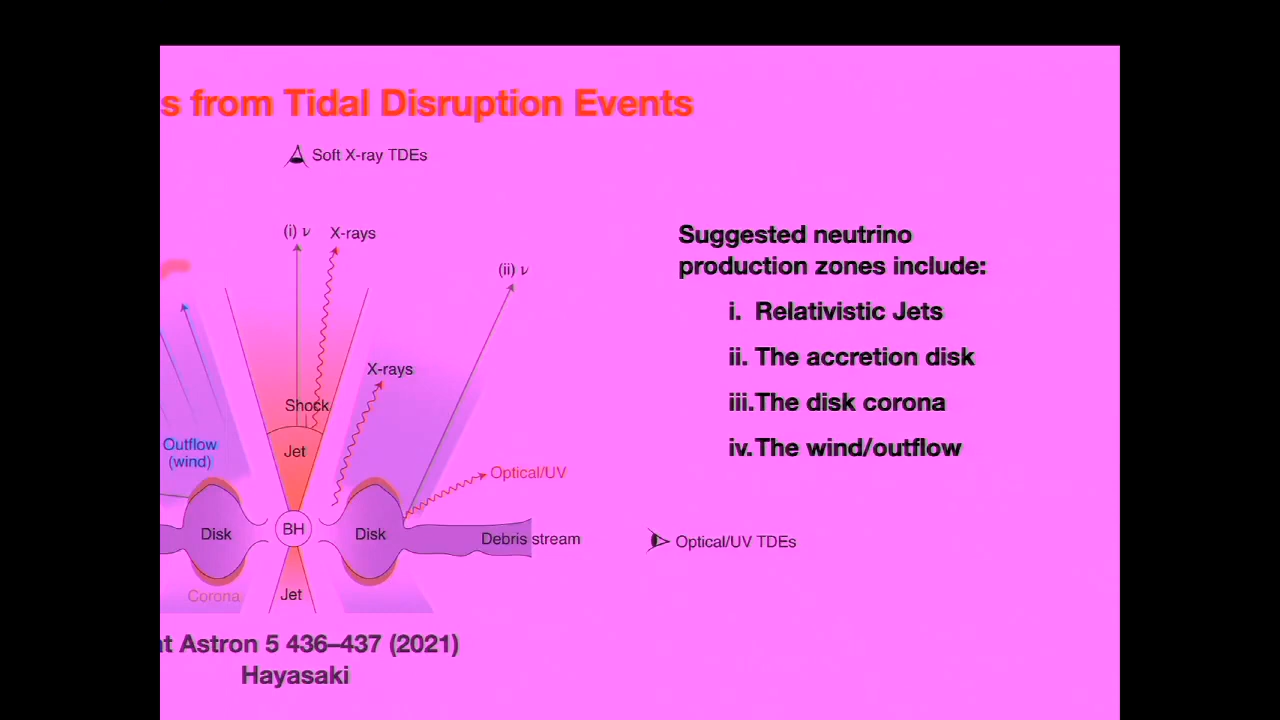 s from Tidal Disruption Events
Soft X-ray TDEs
(i) ν
X-rays
(ii) ν
X-rays
Shock
Jet
Outflow
(wind)
Optical/UV
Disk
BH
Disk
Debris stream
Optical/UV TDEs
Corona
Jet
Suggested neutrino
production zones include:
i. Relativistic Jets
ii. The accretion disk
iii.The disk corona
iv.The wind/outflow
t Astron 5 436–437 (2021)
Hayasaki